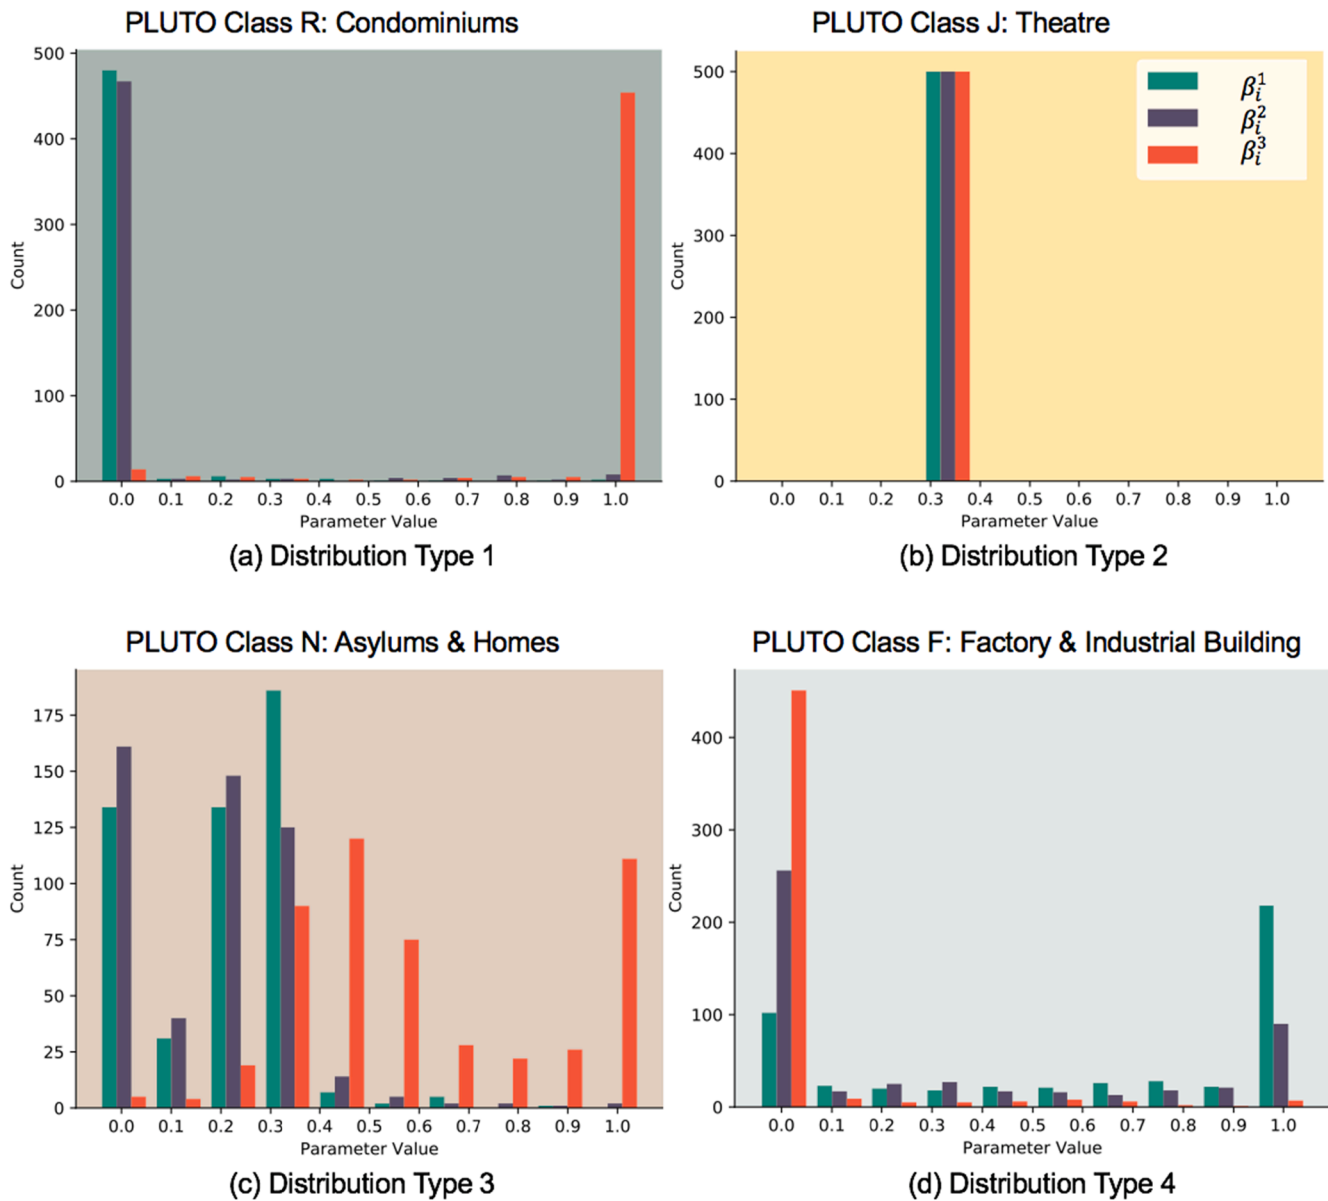 PLUTO Class R: Condominiums
500
400
300
200
100
0
Count
0.0 0.1 0.2 0.3 0.4 0.5 0.6 0.7 0.8 0.9 1.0
Parameter Value
(a) Distribution Type 1
PLUTO Class J: Theatre
500
400
300
200
100
0
Count
β_i^1
β_i^2
β_i^3
0.0 0.1 0.2 0.3 0.4 0.5 0.6 0.7 0.8 0.9 1.0
Parameter Value
(b) Distribution Type 2
PLUTO Class N: Asylums & Homes
175
150
125
100
75
50
25
0
Count
0.0 0.1 0.2 0.3 0.4 0.5 0.6 0.7 0.8 0.9 1.0
Parameter Value
(c) Distribution Type 3
PLUTO Class F: Factory & Industrial Building
400
300
200
100
0
Count
0.0 0.1 0.2 0.3 0.4 0.5 0.6 0.7 0.8 0.9 1.0
Parameter Value
(d) Distribution Type 4